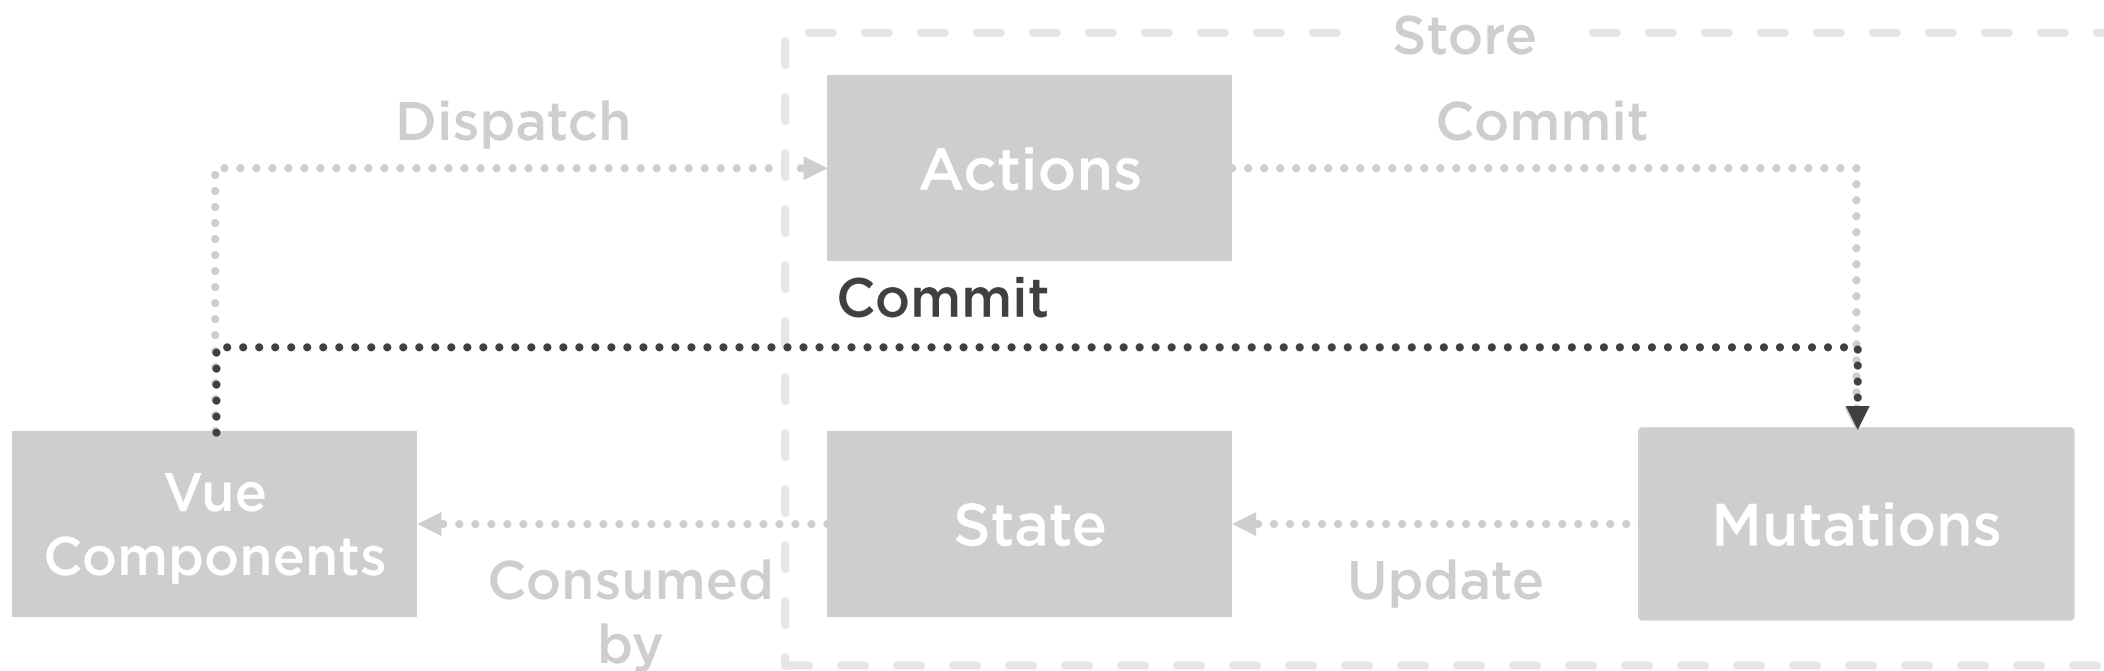 Store
Dispatch
Commit
Actions
Commit
Vue
Components
State
Mutations
Consumed
by
Update